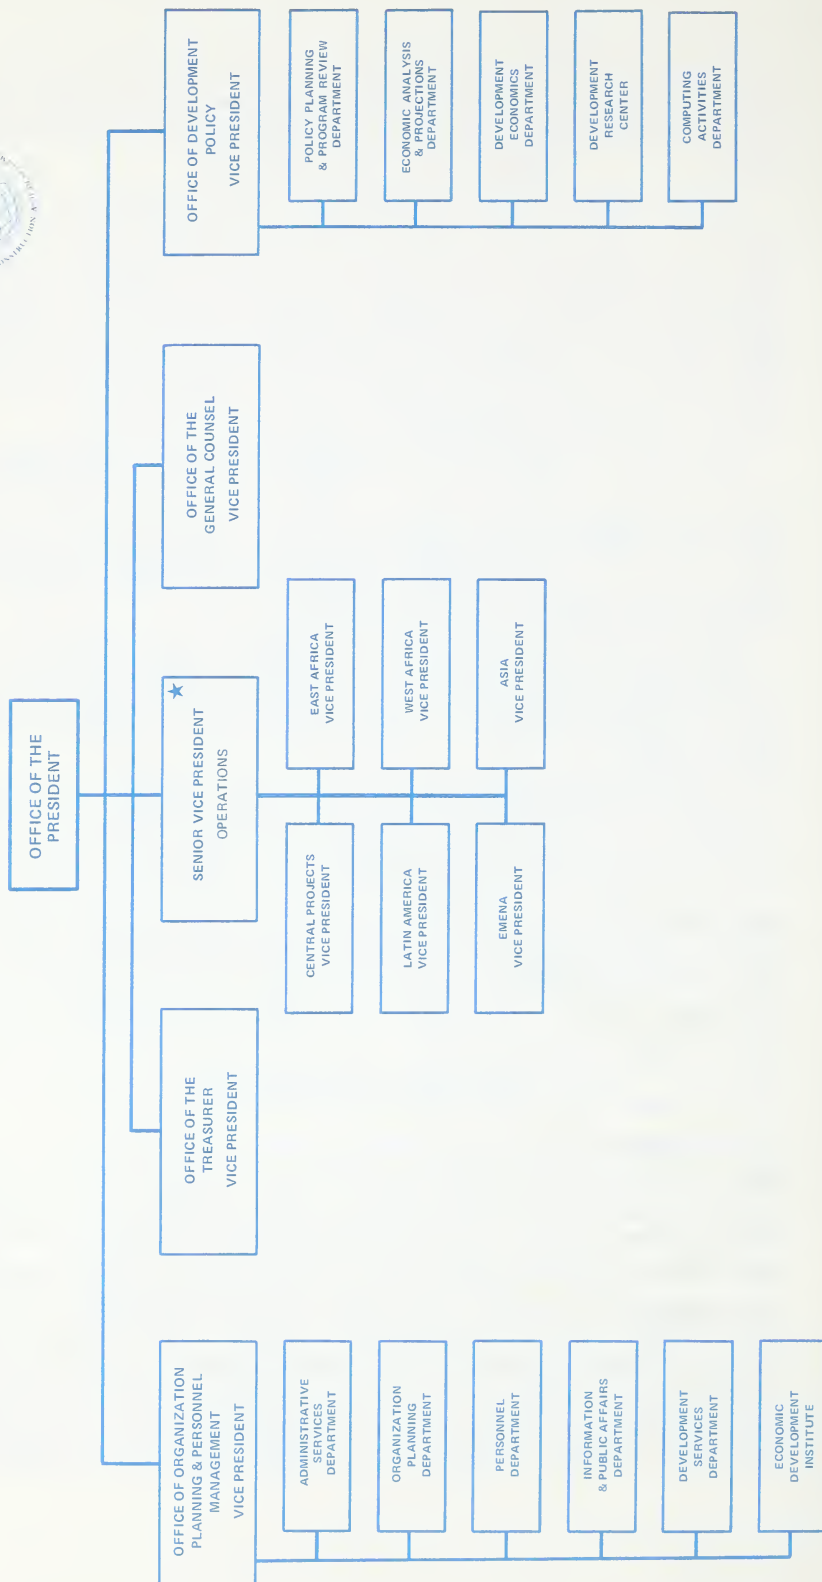 OFFICE OF THE
PRESIDENT
OFFICE OF ORGANIZATION
PLANNING & PERSONNEL
MANAGEMENT
VICE PRESIDENT
OFFICE OF THE
TREASURER
VICE PRESIDENT
SENIOR VICE PRESIDENT
OPERATIONS
OFFICE OF THE
GENERAL COUNSEL
VICE PRESIDENT
OFFICE OF DEVELOPMENT
POLICY
VICE PRESIDENT
ADMINISTRATIVE
SERVICES
DEPARTMENT
ORGANIZATION
PLANNING
DEPARTMENT
PERSONNEL
DEPARTMENT
INFORMATION
& PUBLIC AFFAIRS
DEPARTMENT
DEVELOPMENT
SERVICES
DEPARTMENT
ECONOMIC
DEVELOPMENT
INSTITUTE
CENTRAL PROJECTS
VICE PRESIDENT
EAST AFRICA
VICE PRESIDENT
LATIN AMERICA
VICE PRESIDENT
WEST AFRICA
VICE PRESIDENT
EMENA
VICE PRESIDENT
ASIA
VICE PRESIDENT
POLICY PLANNING
& PROGRAM REVIEW
DEPARTMENT
ECONOMIC ANALYSIS
& PROJECTIONS
DEPARTMENT
DEVELOPMENT
ECONOMICS
DEPARTMENT
DEVELOPMENT
RESEARCH
CENTER
COMPUTING
ACTIVITIES
DEPARTMENT